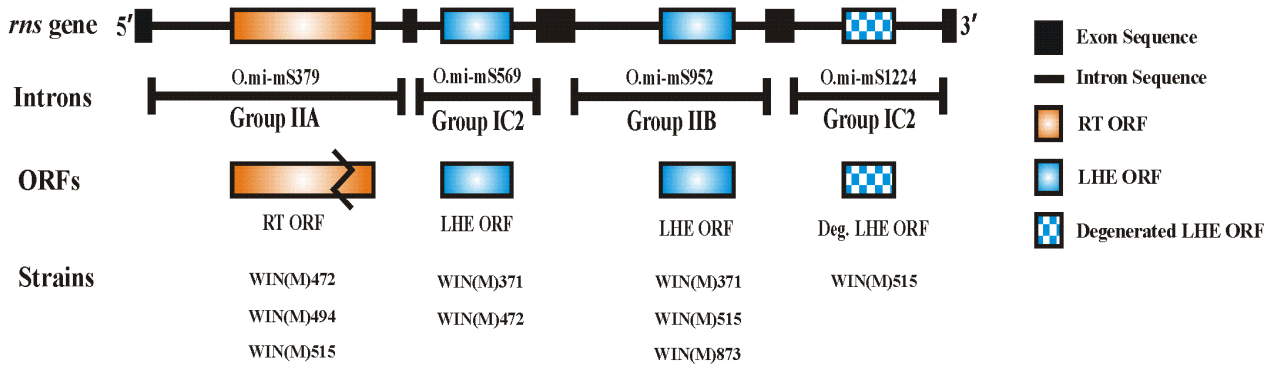 rns gene 5′ 3′
Exon Sequence
Intron Sequence
RT ORF
LHE ORF
Degenerated LHE ORF
Introns
O.mi-mS379 O.mi-mS569 O.mi-mS952 O.mi-mS1224
Group IIA Group IC2 Group IIB Group IC2
ORFs
RT ORF LHE ORF LHE ORF Deg. LHE ORF
Strains
WIN(M)472 WIN(M)371 WIN(M)371 WIN(M)515
WIN(M)494 WIN(M)472 WIN(M)515
WIN(M)515 WIN(M)873